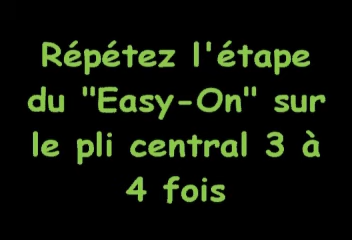 Répétez l'étape
du "Easy-On" sur
le pli central 3 à
4 fois